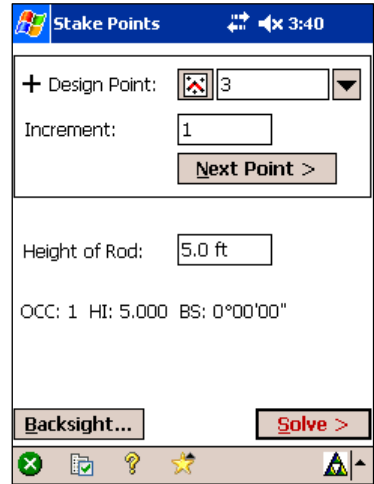 Stake Points 3:40
Design Point: 3
Increment: 1
Next Point >
Height of Rod: 5.0 ft
OCC: 1 HI: 5.000 BS: 0°00'00"
Backsight... Solve >